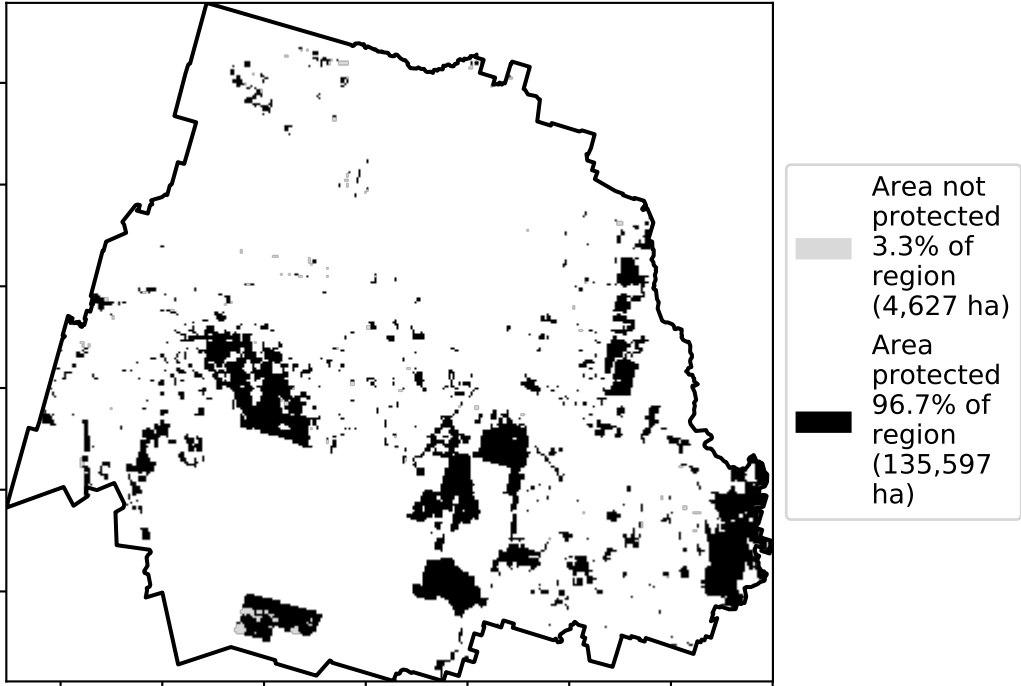 Area not
protected
3.3% of
region
(4,627 ha)
Area
protected
96.7% of
region
(135,597
ha)